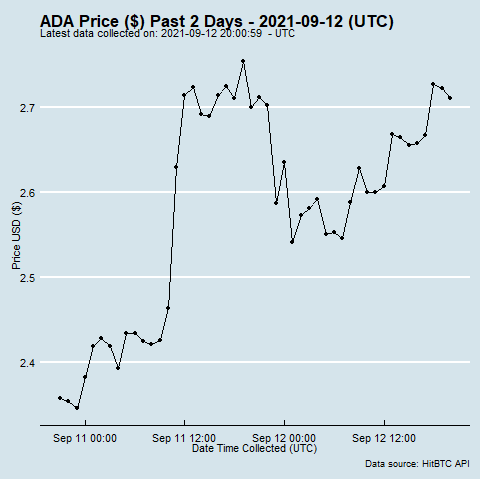 ADA Price ($) Past 2 Days - 2021-09-12 (UTC)
Latest data collected on: 2021-09-12 20:00:59 - UTC
Price USD ($)
2.7
2.6
2.5
2.4
Sep 11 00:00 Sep 11 12:00 Sep 12 00:00 Sep 12 12:00
Date Time Collected (UTC)
Data source: HitBTC API